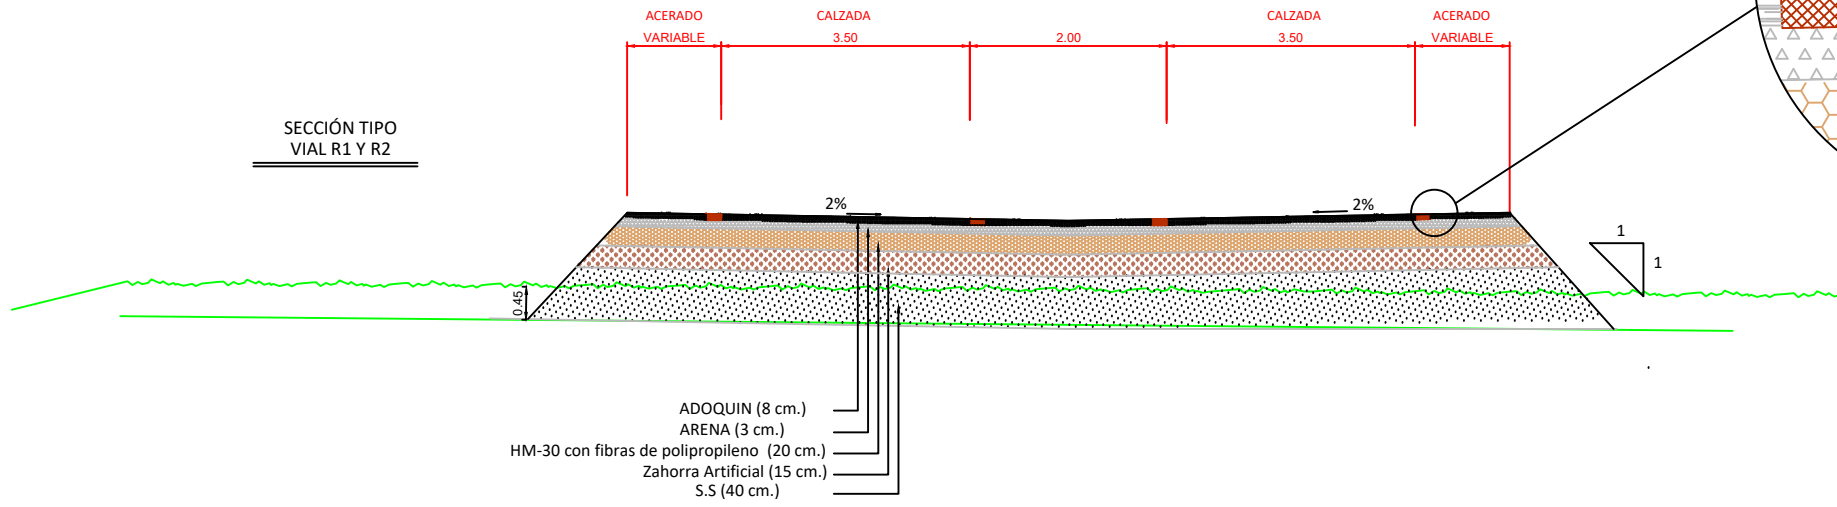 ACERADO CALZADA CALZADA ACERADO
VARIABLE 3.50 2.00 3.50 VARIABLE
SECCIÓN TIPO
VIAL R1 Y R2
2% 2%
1
1
0.45
ADOQUIN (8 cm.)
ARENA (3 cm.)
HM-30 con fibras de polipropileno (20 cm.)
Zahorra Artificial (15 cm.)
S.S (40 cm.)